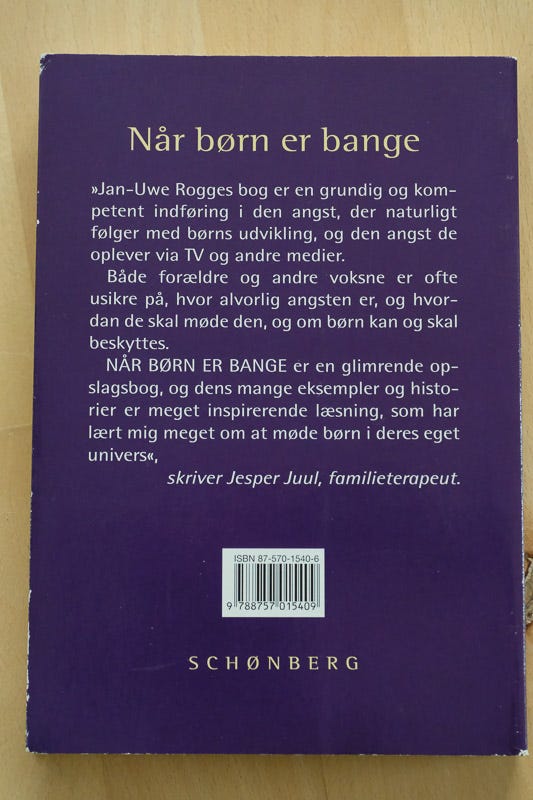 Når børn er bange
»Jan-Uwe Rogges bog er en grundig og kom-
petent indføring i den angst, der naturligt
følger med børns udvikling, og den angst de
oplever via TV og andre medier.
Både forældre og andre voksne er ofte
usikre på, hvor alvorlig angsten er, og hvor-
dan de skal møde den, og om børn kan og skal
beskyttes.
NÅR BØRN ER BANGE er en glimrende op-
slagsbog, og dens mange eksempler og histo-
rier er meget inspirerende læsning, som har
lært mig meget om at møde børn i deres eget
univers«,
skriver Jesper Juul, familieterapeut.
ISBN 87-570-1540-6
9 788757 015409
SCHØNBERG